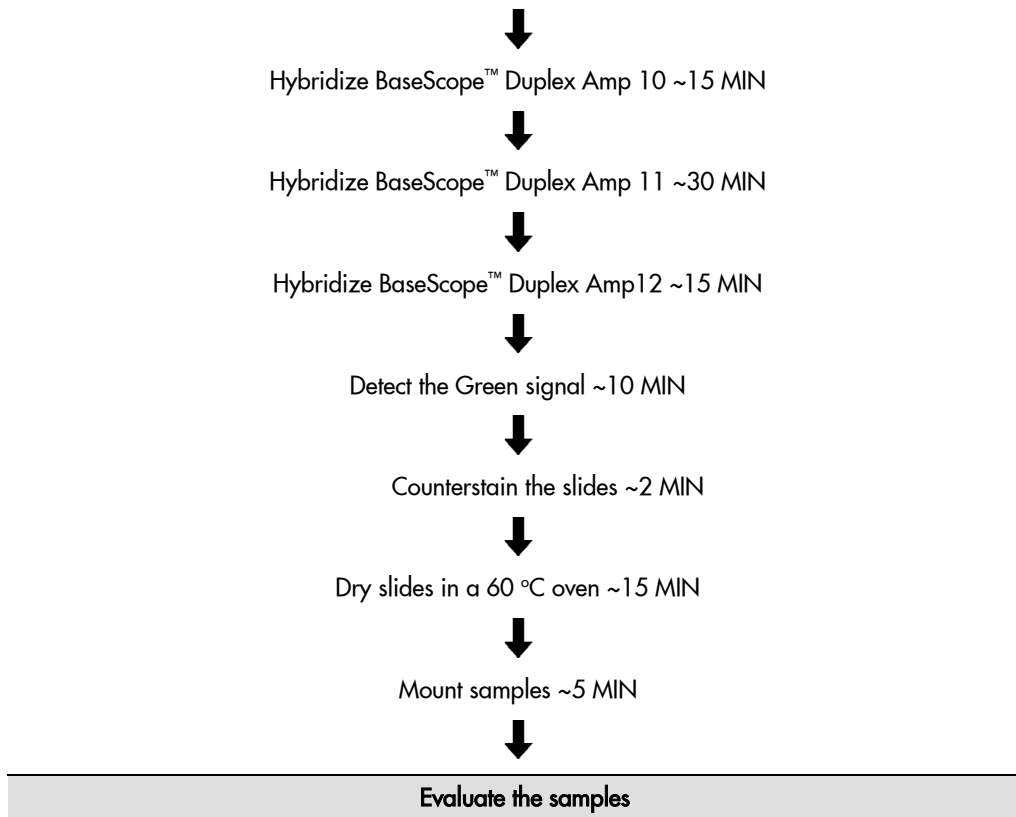 Hybridize BaseScope™ Duplex Amp 10 ~15 MIN
Hybridize BaseScope™ Duplex Amp 11 ~30 MIN
Hybridize BaseScope™ Duplex Amp12 ~15 MIN
Detect the Green signal ~10 MIN
Counterstain the slides ~2 MIN
Dry slides in a 60 °C oven ~15 MIN
Mount samples ~5 MIN
Evaluate the samples